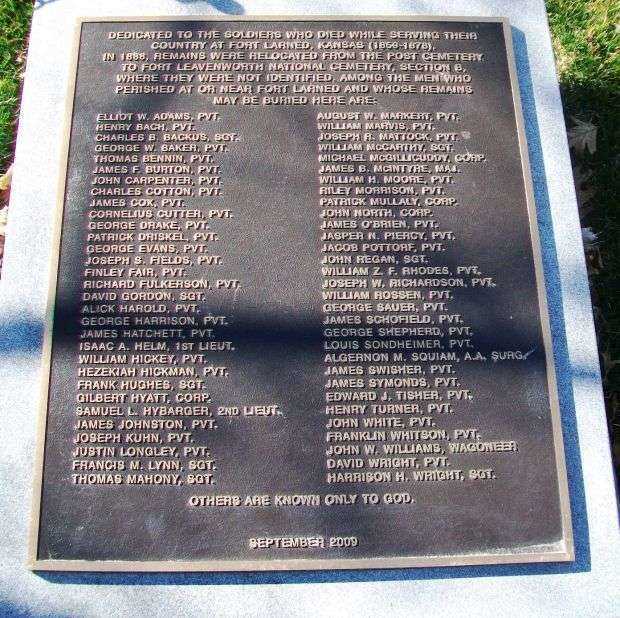 DEDICATED TO THE SOLDIERS WHO DIED WHILE SERVING THEIR
COUNTRY AT FORT LARNED, KANSAS (1859-1878).
IN 1888, REMAINS WERE RELOCATED FROM THE POST CEMETERY
TO FORT LEAVENWORTH NATIONAL CEMETERY, SECTION B,
WHERE THEY WERE NOT IDENTIFIED. AMONG THE MEN WHO
PERISHED AT OR NEAR FORT LARNED AND WHOSE REMAINS
MAY BE BURIED HERE ARE:
ELLIOT W. ADAMS, PVT.
HENRY BACH, PVT.
CHARLES B. BACKUS, SGT.
GEORGE W. BAKER, PVT.
THOMAS BENNIN, PVT.
JAMES F. BURTON, PVT.
JOHN CARPENTER, PVT.
CHARLES COTTON, PVT.
JAMES COX, PVT.
CORNELIUS CUTTER, PVT.
GEORGE DRAKE, PVT.
PATRICK DRISKEL, PVT.
GEORGE EVANS, PVT.
JOSEPH S. FIELDS, PVT.
FINLEY FAIR, PVT.
RICHARD FULKERSON, PVT.
DAVID GORDON, SGT.
ALICK HAROLD, PVT.
GEORGE HARRISON, PVT.
JAMES HATCHETT, PVT.
ISAAC A. HELM, 1ST LIEUT.
WILLIAM HICKEY, PVT.
HEZEKIAH HICKMAN, PVT.
FRANK HUGHES, SGT.
GILBERT HYATT, CORP.
SAMUEL L. HYBARGER, 2ND LIEUT.
JAMES JOHNSTON, PVT.
JOSEPH KUHN, PVT.
JUSTIN LONGLEY, PVT.
FRANCIS M. LYNN, SGT.
THOMAS MAHONY, SGT.
AUGUST W. MARKERT, PVT.
WILLIAM MARVIS, PVT.
JOSEPH R. MATTOCK, PVT.
WILLIAM MCCARTHY, SGT.
MICHAEL MCGILLICUDDY, CORP.
JAMES B. MCINTYRE, MAJ.
WILLIAM H. MOORE, PVT.
RILEY MORRISON, PVT.
PATRICK MULLALY, CORP.
JOHN NORTH, CORP.
JAMES O'BRIEN, PVT.
JASPER N. PIERCY, PVT.
JACOB POTTORF, PVT.
JOHN REGAN, SGT.
WILLIAM Z. F. RHODES, PVT.
JOSEPH W. RICHARDSON, PVT.
WILLIAM ROSSEN, PVT.
GEORGE SAUER, PVT.
JAMES SCHOFIELD, PVT.
GEORGE SHEPHERD, PVT.
LOUIS SONDHEIMER, PVT.
ALGERNON M. SQUIAM, A.A. SURG.
JAMES SWISHER, PVT.
JAMES SYMONDS, PVT.
EDWARD J. TISHER, PVT.
HENRY TURNER, PVT.
JOHN WHITE, PVT.
FRANKLIN WHITSON, PVT.
JOHN W. WILLIAMS, WAGONEER
DAVID WRIGHT, PVT.
HARRISON H. WRIGHT, SGT.
OTHERS ARE KNOWN ONLY TO GOD.
SEPTEMBER 2009